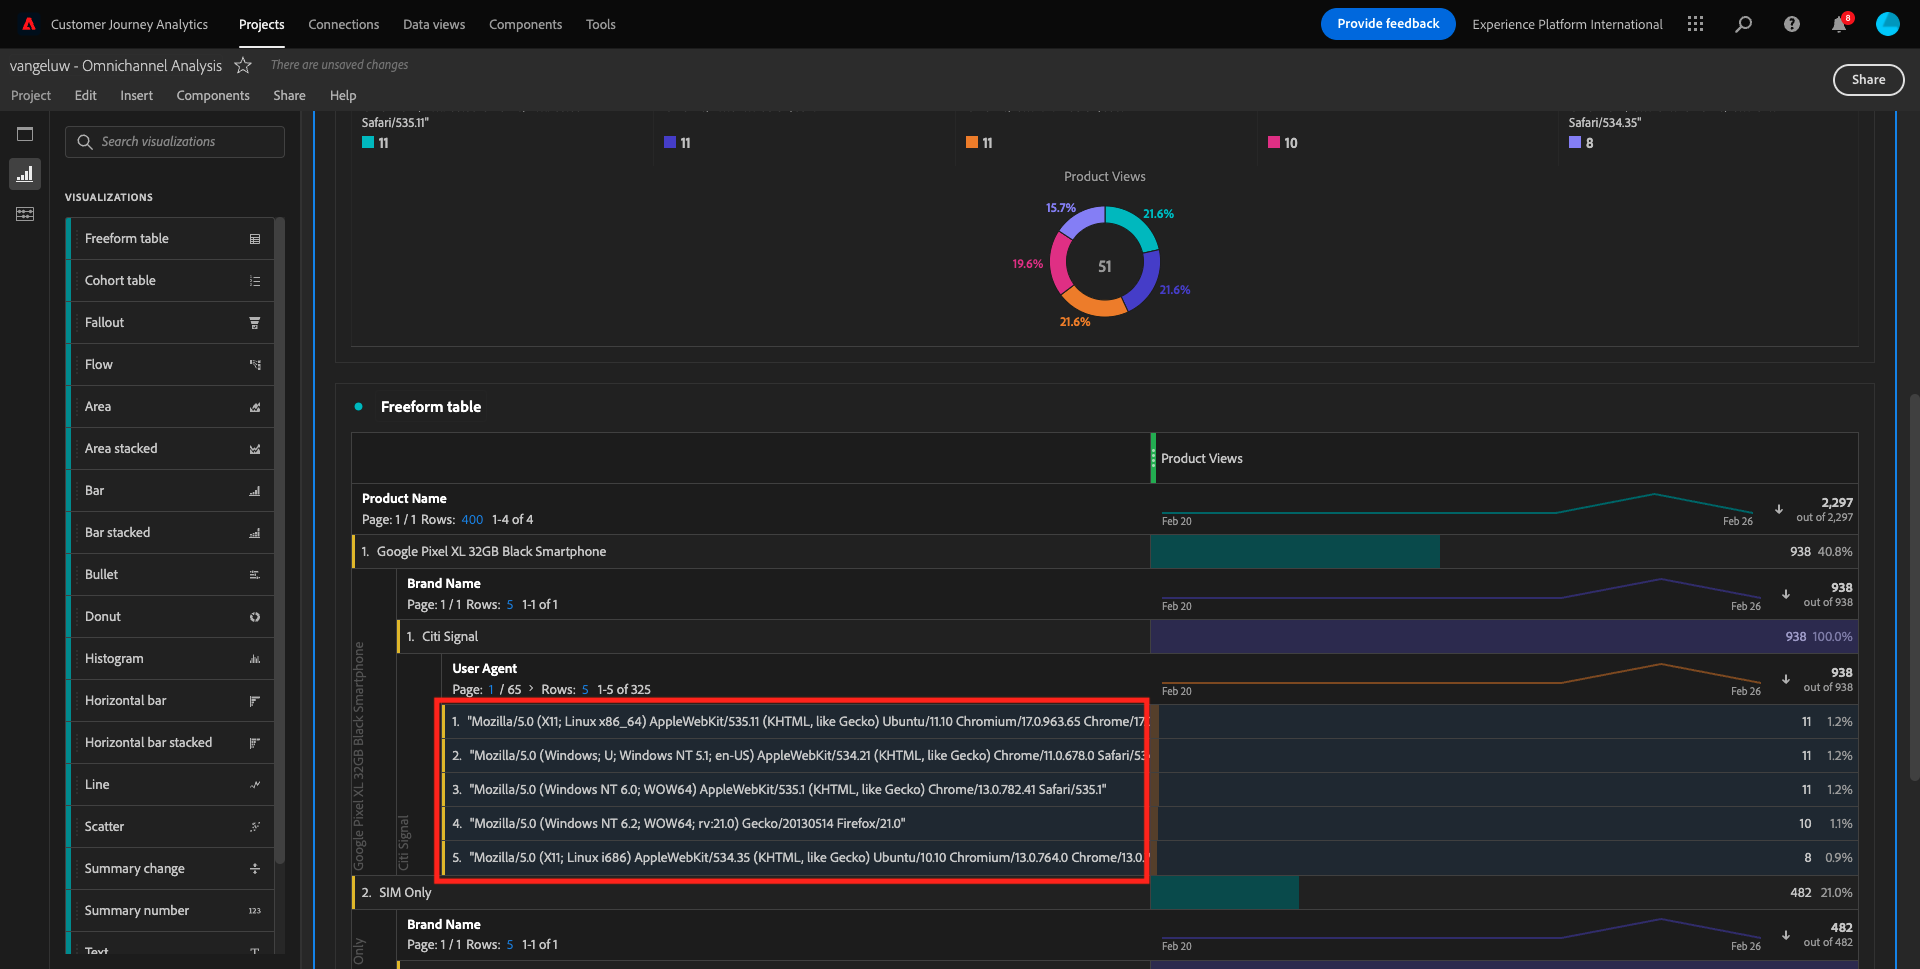 Customer Journey Analytics Projects Connections Data views Components Tools Provide feedback Experience Platform International 8
vangeluw - Omnichannel Analysis There are unsaved changes
Share
Project Edit Insert Components Share Help
Search visualizations
VISUALIZATIONS
Freeform table
Cohort table
Fallout
Flow
Area
Area stacked
Bar
Bar stacked
Bullet
Donut
Histogram
Horizontal bar
Horizontal bar stacked
Line
Scatter
Summary change
Summary number 123
Text
Safari/535.11" Safari/534.35"
11 11 11 10 8
Product Views
15.7% 21.6%
19.6% 51
21.6%
21.6%
Freeform table
Product Views
Product Name
Page: 1 / 1 Rows: 400 1-4 of 4
Feb 20 Feb 26 2,297
out of 2,297
1. Google Pixel XL 32GB Black Smartphone 938 40.8%
Google Pixel XL 32GB Black Smartphone
Brand Name
Page: 1 / 1 Rows: 5 1-1 of 1
Feb 20 Feb 26 938
out of 938
1. Citi Signal 938 100.0%
Citi Signal
User Agent
Page: 1 / 65 > Rows: 5 1-5 of 325
Feb 20 Feb 26 938
out of 938
1. "Mozilla/5.0 (X11; Linux x86_64) AppleWebKit/535.11 (KHTML, like Gecko) Ubuntu/11.10 Chromium/17.0.963.65 Chrome/17. 11 1.2%
2. "Mozilla/5.0 (Windows; U; Windows NT 5.1; en-US) AppleWebKit/534.21 (KHTML, like Gecko) Chrome/11.0.678.0 Safari/53 11 1.2%
3. "Mozilla/5.0 (Windows NT 6.0; WOW64) AppleWebKit/535.1 (KHTML, like Gecko) Chrome/13.0.782.41 Safari/535.1" 11 1.2%
4. "Mozilla/5.0 (Windows NT 6.2; WOW64; rv:21.0) Gecko/20130514 Firefox/21.0" 10 1.1%
5. "Mozilla/5.0 (X11; Linux i686) AppleWebKit/534.35 (KHTML, like Gecko) Ubuntu/10.10 Chromium/13.0.764.0 Chrome/13.0. 8 0.9%
2. SIM Only 482 21.0%
Only
Brand Name
Page: 1 / 1 Rows: 5 1-1 of 1
Feb 20 Feb 26 482
out of 482